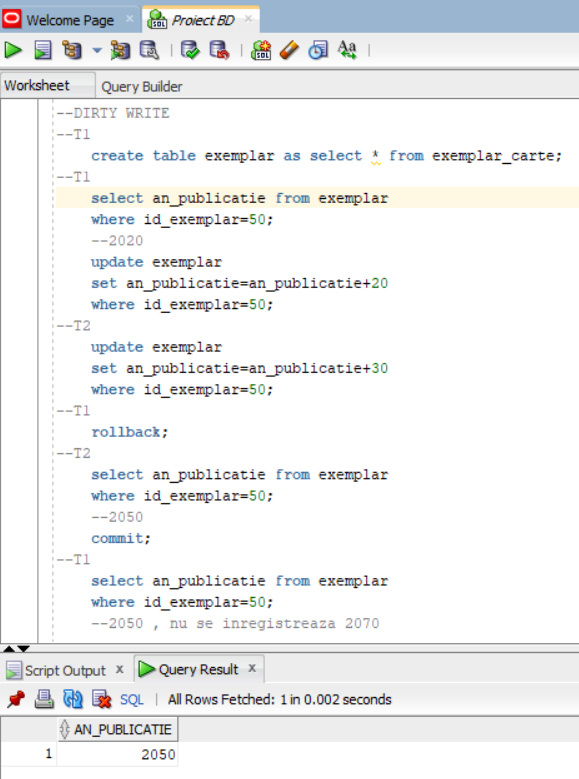 Welcome Page
Proiect BD
Worksheet
Query Builder
--DIRTY WRITE
--T1
create table exemplar as select * from exemplar_carte;
--T1
select an_publicatie from exemplar
where id_exemplar=50;
--2020
update exemplar
set an_publicatie=an_publicatie+20
where id_exemplar=50;
--T2
update exemplar
set an_publicatie=an_publicatie+30
where id_exemplar=50;
--T1
rollback;
--T2
select an_publicatie from exemplar
where id_exemplar=50;
--2050
commit;
--T1
select an_publicatie from exemplar
where id_exemplar=50;
--2050 , nu se inregistreaza 2070
Script Output x
Query Result x
SQL | All Rows Fetched: 1 in 0.002 seconds
AN_PUBLICATIE
1 2050